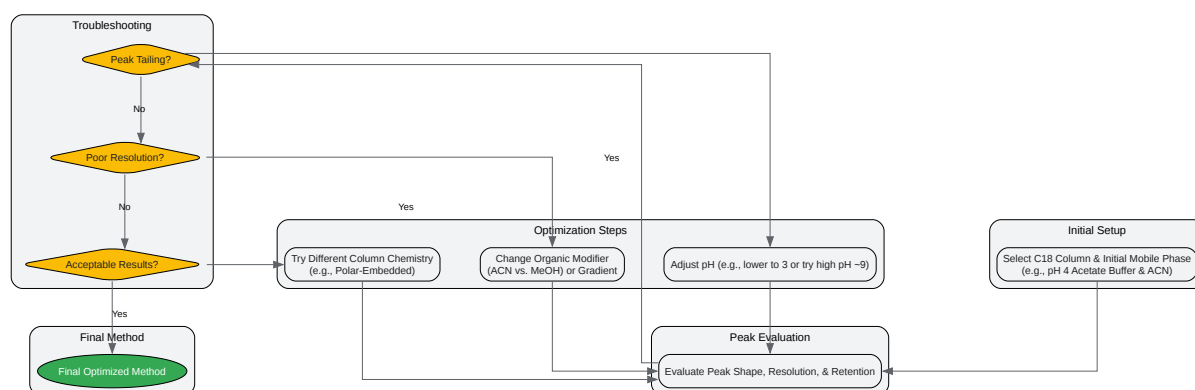 Troubleshooting
Peak Tailing?
No
Poor Resolution?
Yes
No
Yes
Acceptable Results?
Optimization Steps
Try Different Column Chemistry
(e.g., Polar-Embedded)
Change Organic Modifier
(ACN vs. MeOH) or Gradient
Adjust pH (e.g., lower to 3 or try high pH ~9)
Initial Setup
Select C18 Column & Initial Mobile Phase
(e.g., pH 4 Acetate Buffer & ACN)
Yes
Final Method
Final Optimized Method
Peak Evaluation
Evaluate Peak Shape, Resolution, & Retention